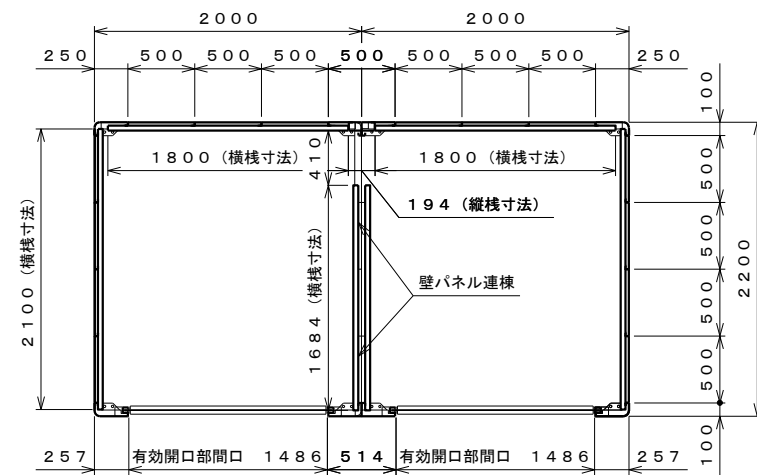 ２０００　２０００
２５０　５００　５００　５００　５００　５００　５００　５００　２５０
１００
１８００（横桟寸法）　４１０　１８００（横桟寸法）
５００
１９４（縦桟寸法）
２１００（横桟寸法）　１６８４（横桟寸法）　５００　２２００
壁パネル連棟
５００
５００
２５７　有効開口部間口　１４８６　５１４　有効開口部間口　１４８６　２５７
１００